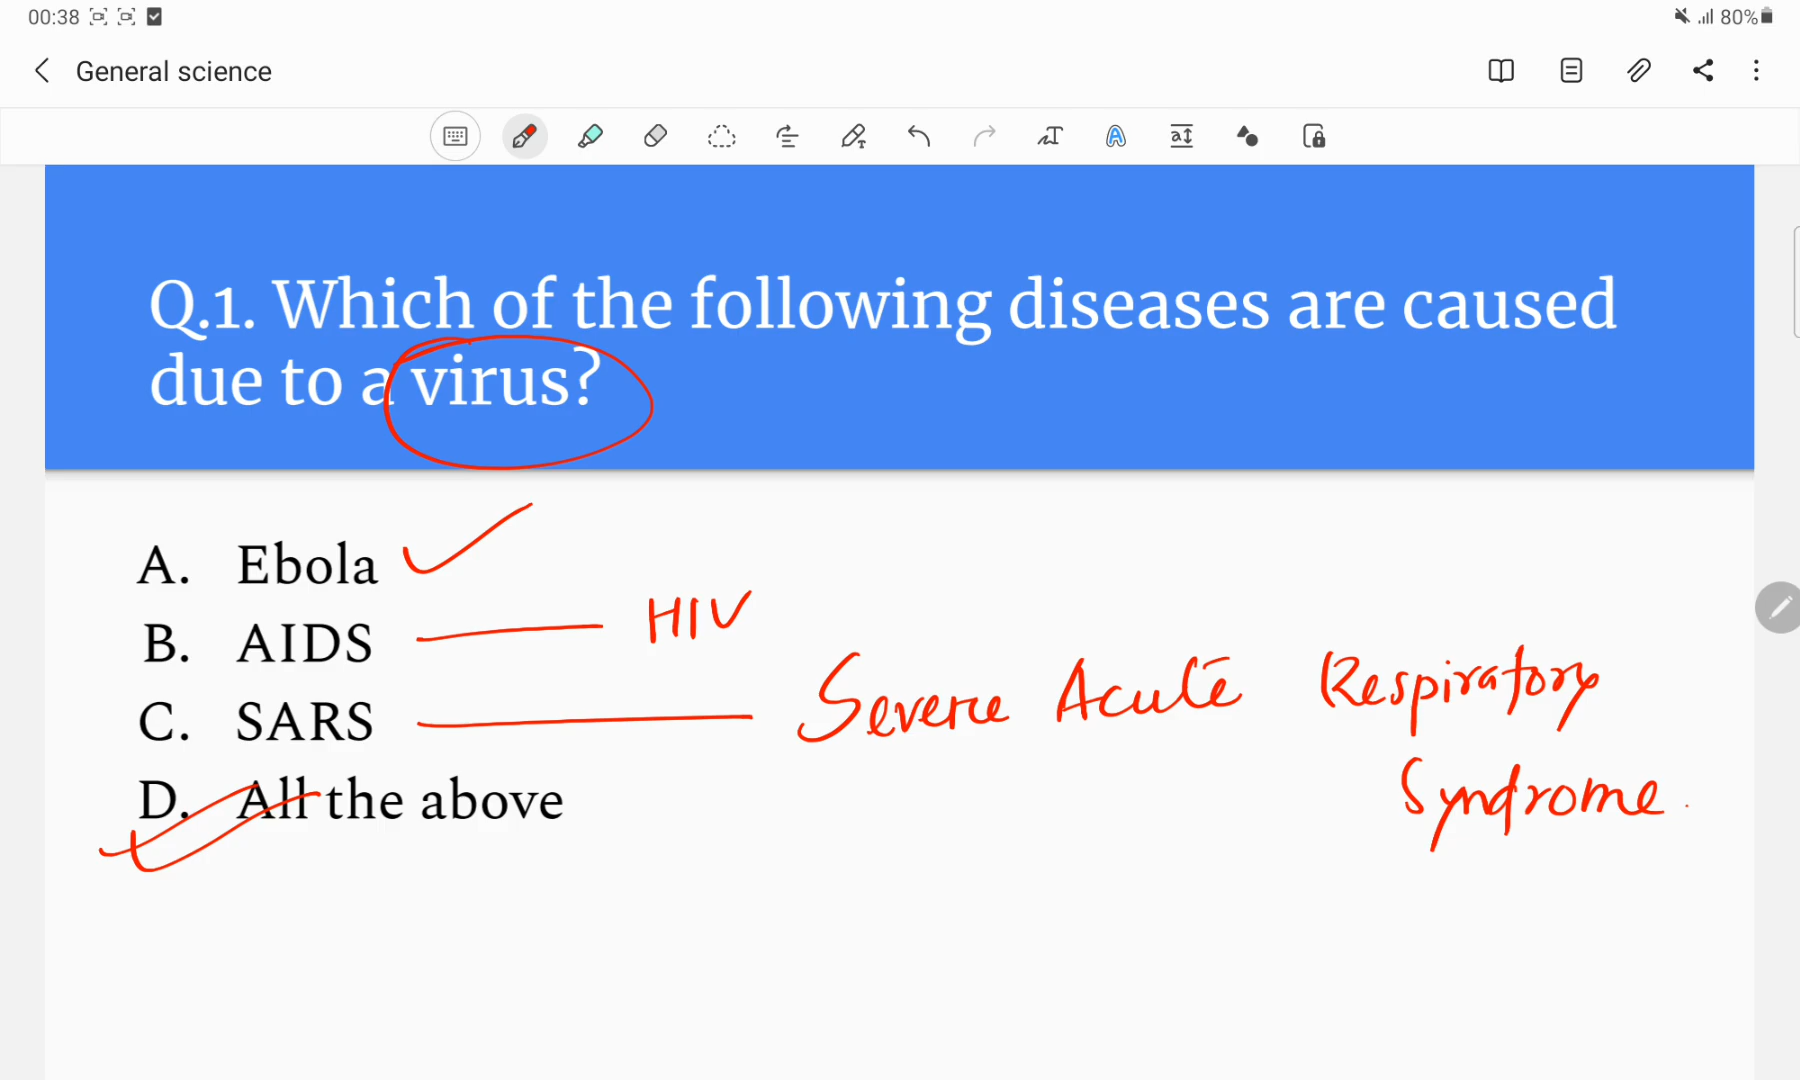 00:38
80%
General science
Q.1. Which of the following diseases are caused
due to a virus?
A. Ebola
B. AIDS HIV
C. SARS Severe Acute Respiratory
Syndrome.
D. All the above